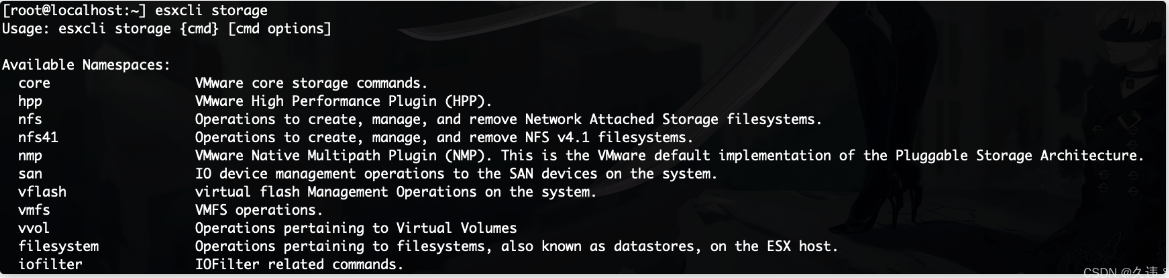 [root@localhost:~] esxcli storage
Usage: esxcli storage {cmd} [cmd options]
Available Namespaces:
core VMware core storage commands.
hpp VMware High Performance Plugin (HPP).
nfs Operations to create, manage, and remove Network Attached Storage filesystems.
nfs41 Operations to create, manage, and remove NFS v4.1 filesystems.
nmp VMware Native Multipath Plugin (NMP). This is the VMware default implementation of the Pluggable Storage Architecture.
san IO device management operations to the SAN devices on the system.
vflash virtual flash Management Operations on the system.
vmfs VMFS operations.
vvol Operations pertaining to Virtual Volumes
filesystem Operations pertaining to filesystems, also known as datastores, on the ESX host.
iofilter IOFilter related commands.
CSDN @久违